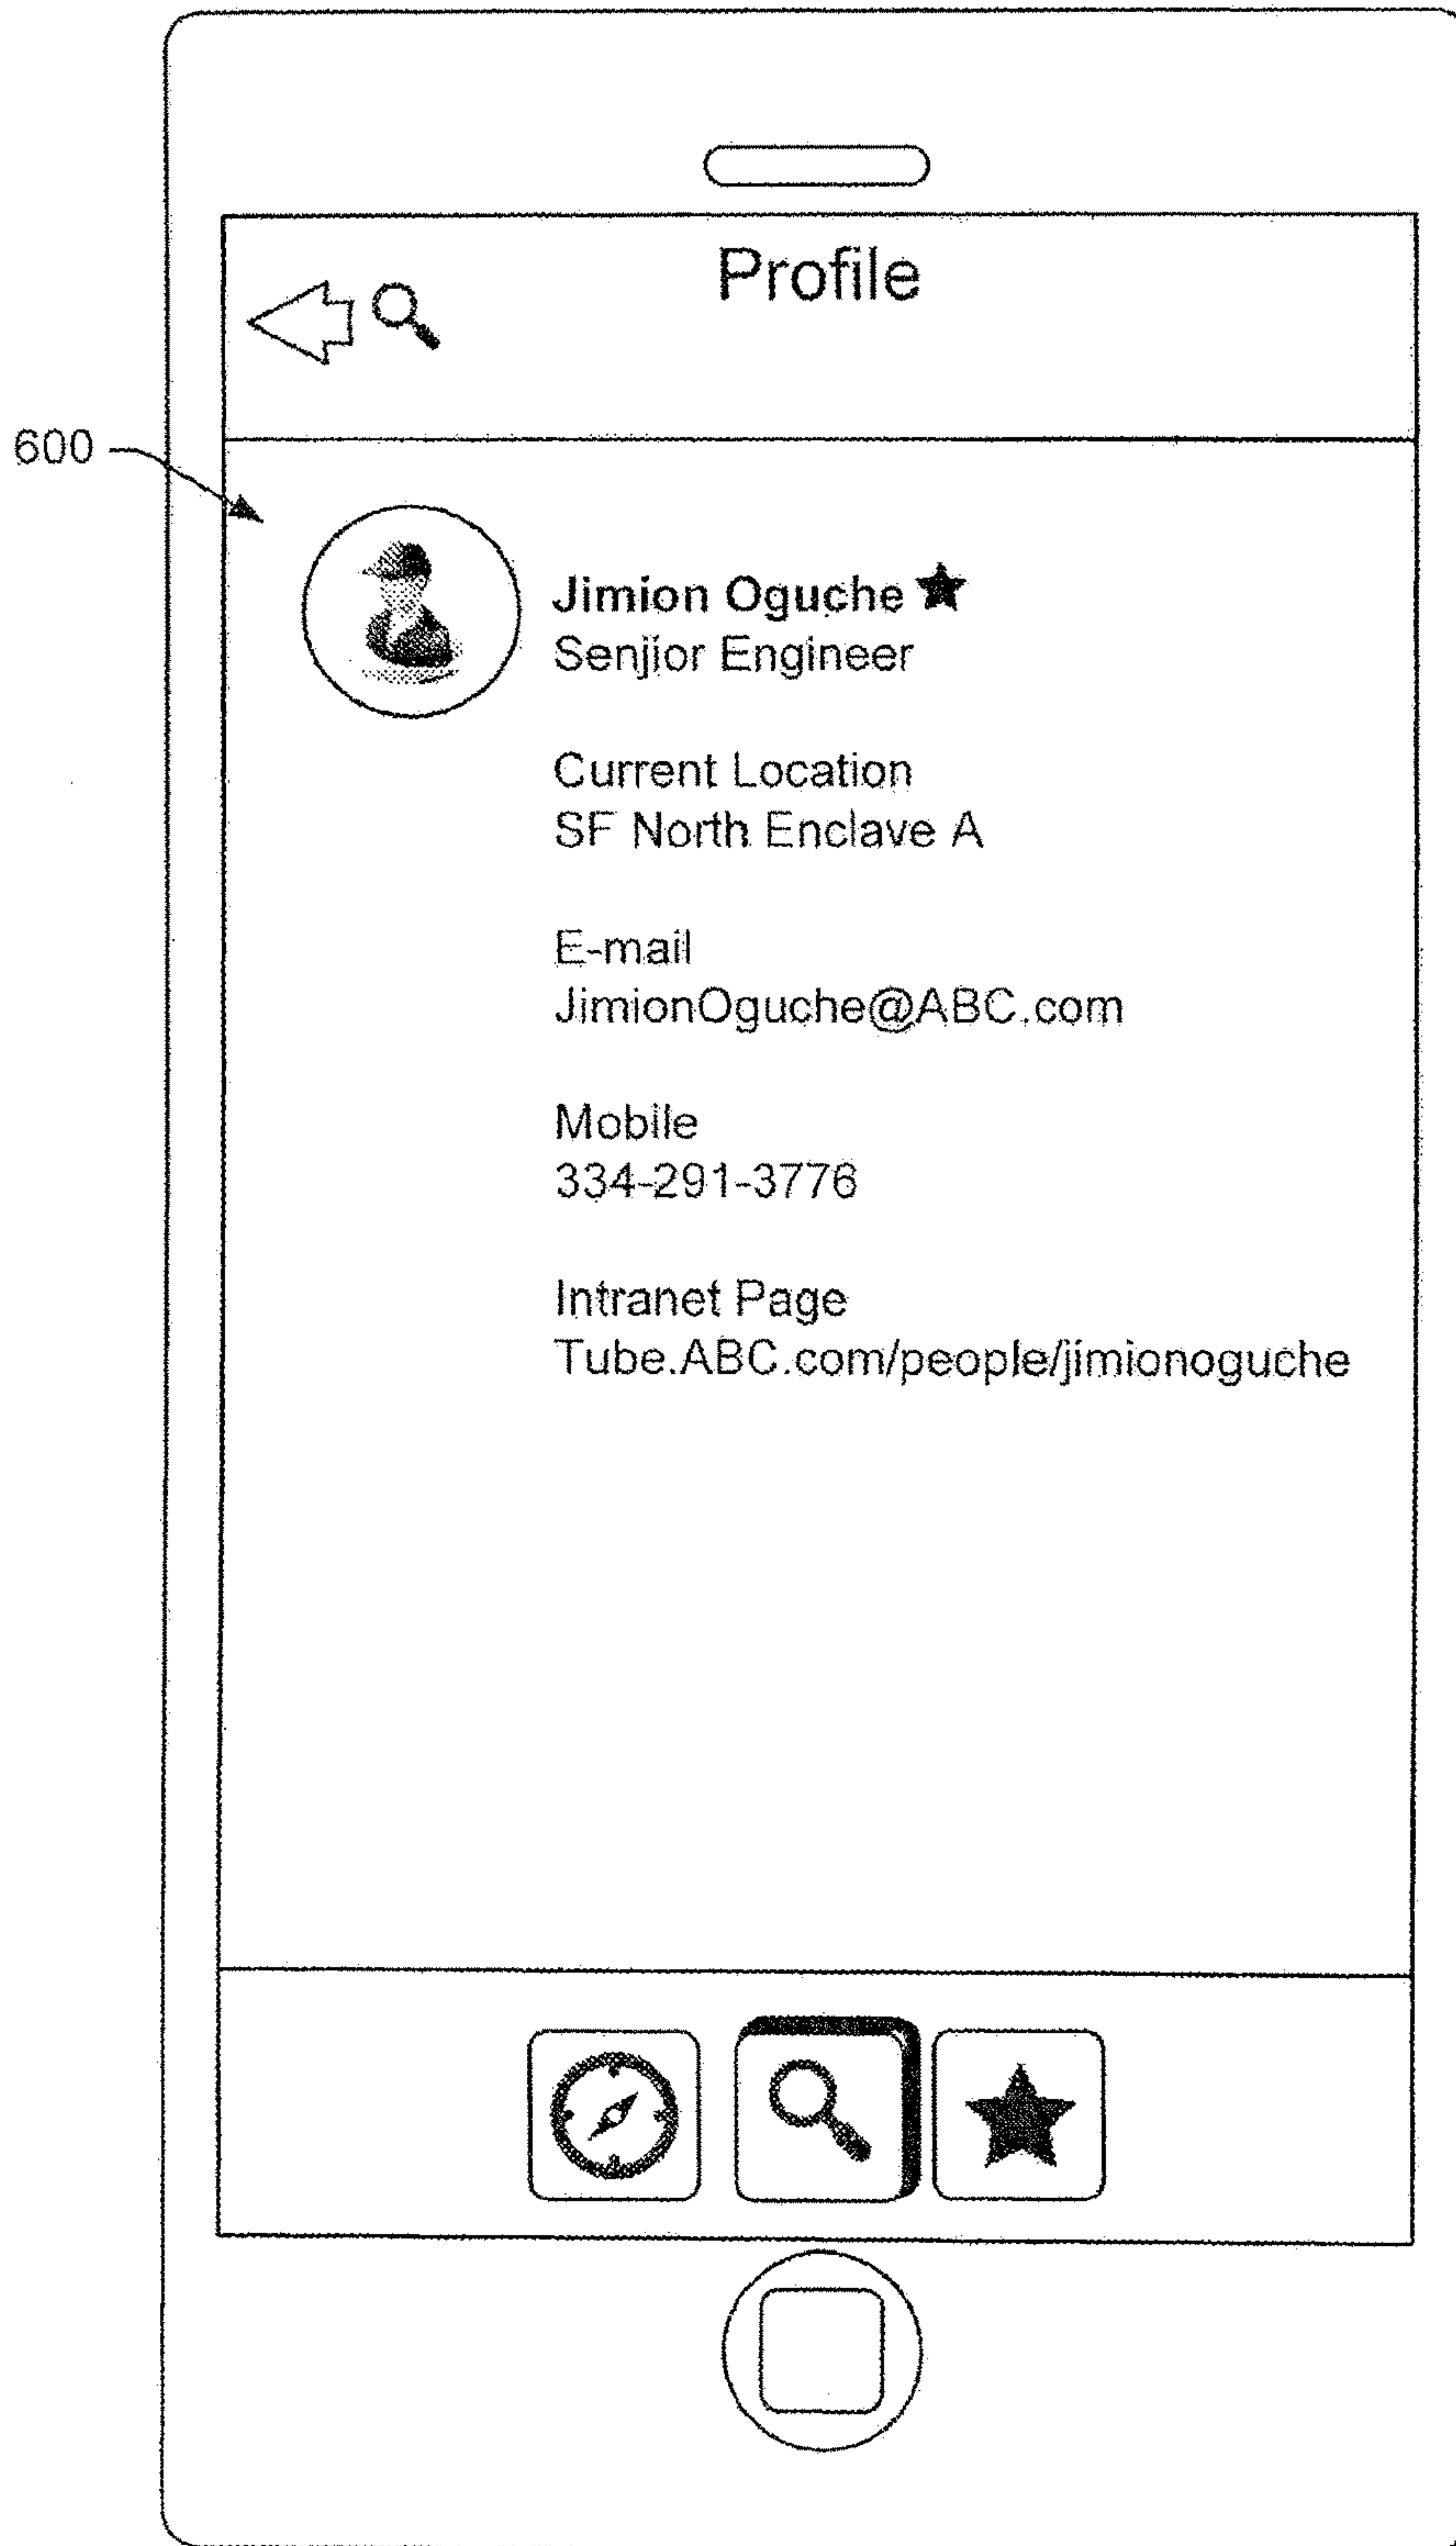 Profile
600
Jimion Oguche
Senjior Engineer
Current Location
SF North Enclave A
E-mail
JimionOguche@ABC.com
Mobile
334-291-3776
Intranet Page
Tube.ABC.com/people/jimionoguche